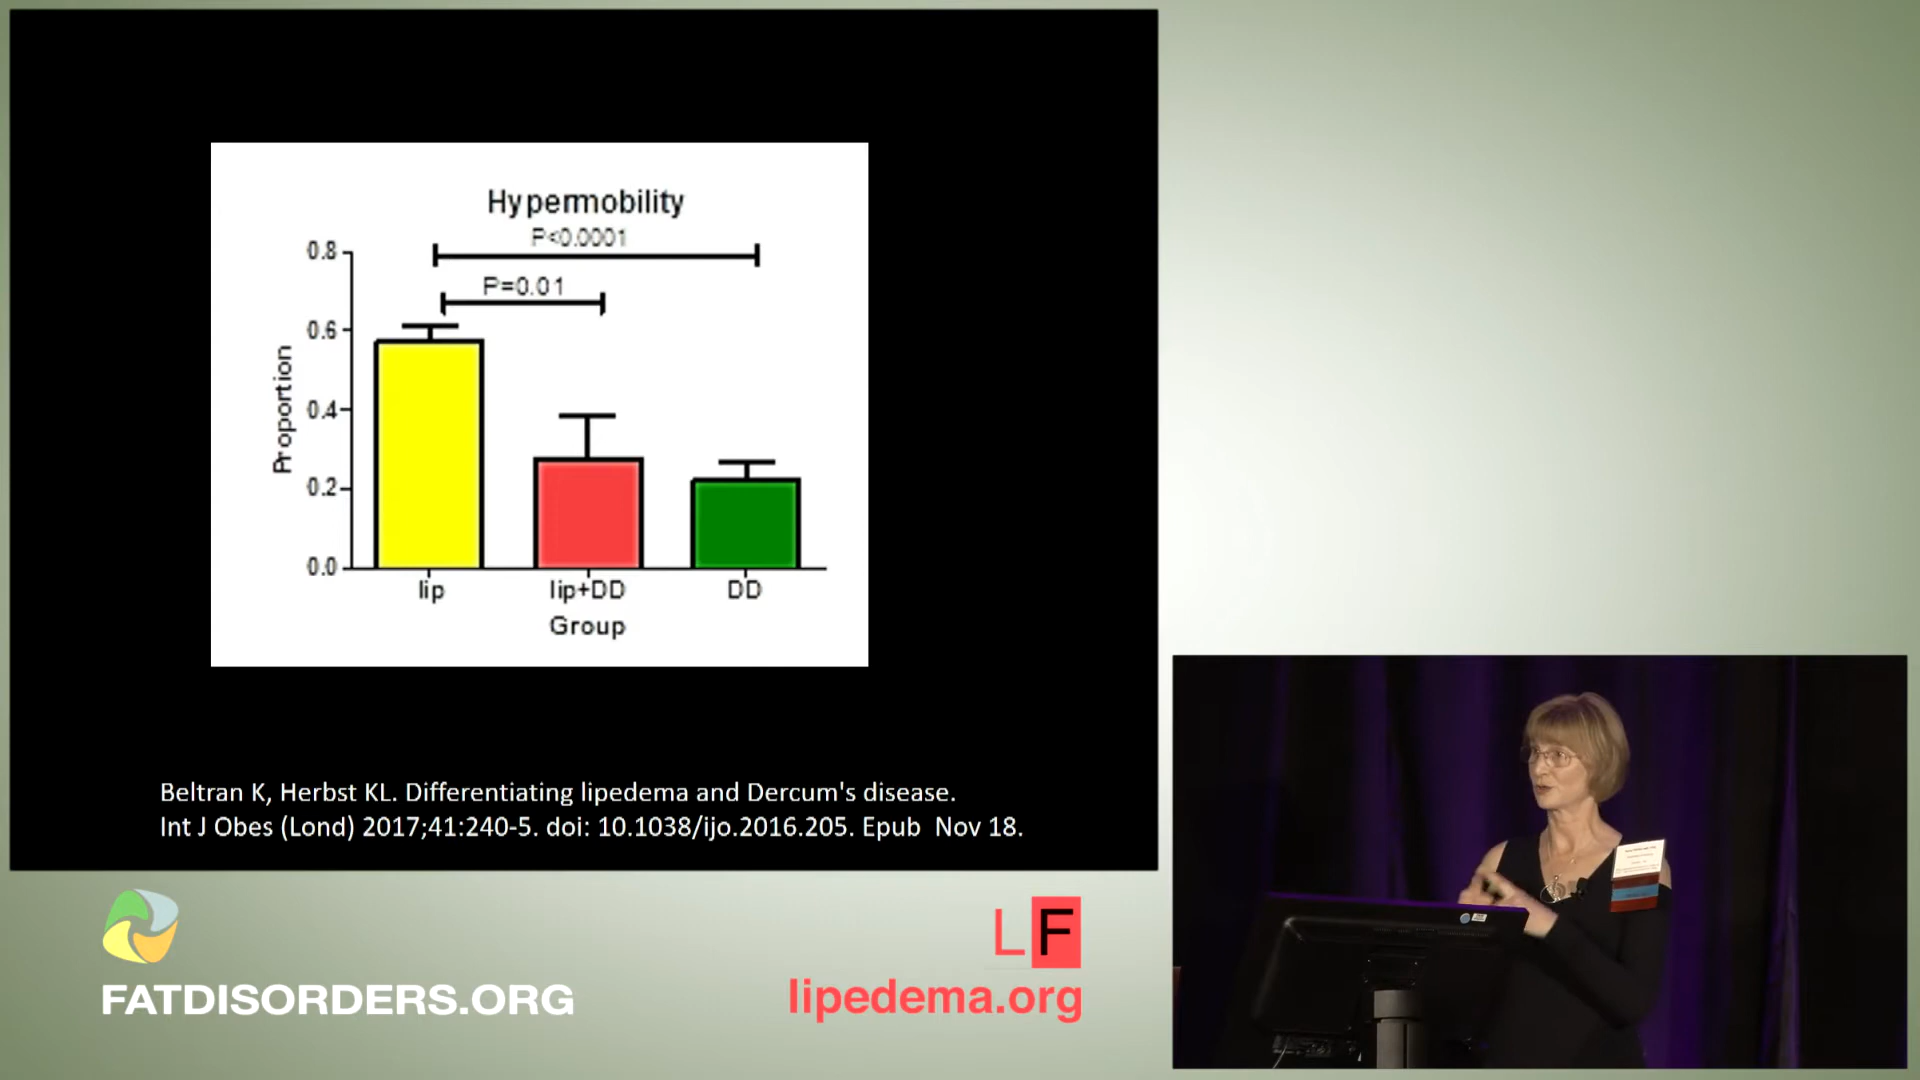 Hypermobility
P<0.0001
P=0.01
0.8
0.6
0.4
0.2
0.0
Proportion
lip
lip+DD
DD
Group
Beltran K, Herbst KL. Differentiating lipedema and Dercum's disease.
Int J Obes (Lond) 2017;41:240-5. doi: 10.1038/ijo.2016.205. Epub Nov 18.
LF
FATDISORDERS.ORG
lipedema.org